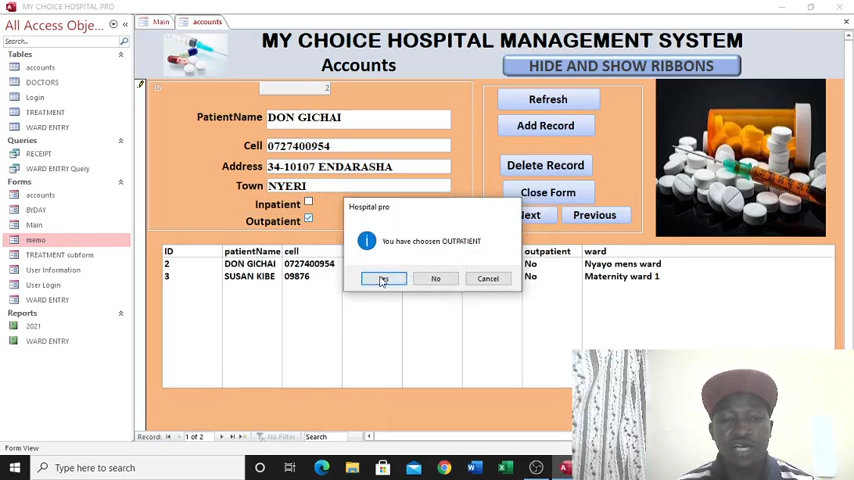 MY CHOICE HOSPITAL PRO
All Access Obje...
Search...
Tables
accounts
DOCTORS
Login
TREATMENT
WARD ENTRY
Queries
RECEIPT
WARD ENTRY Query
Forms
accounts
BYDAY
Main
memo
TREATMENT subform
User Information
User Login
WARD ENTRY
Reports
2021
WARD ENTRY
Main
accounts
MY CHOICE HOSPITAL MANAGEMENT SYSTEM
Accounts
HIDE AND SHOW RIBBONS
ID 2
PatientName DON GICHAI
Cell 0727400954
Address 34-10107 ENDARASHA
Town NYERI
Inpatient
Outpatient
Refresh
Add Record
Delete Record
Close Form
Previous
Hospital pro
You have choosen OUTPATIENT
No
Cancel
ID patientName cell outpatient ward
2 DON GICHAI 0727400954 No Nyayo mens ward
3 SUSAN KIBE 09876 No Maternity ward 1
Record: 1 of 2 No Filter Search
Form View
Type here to search